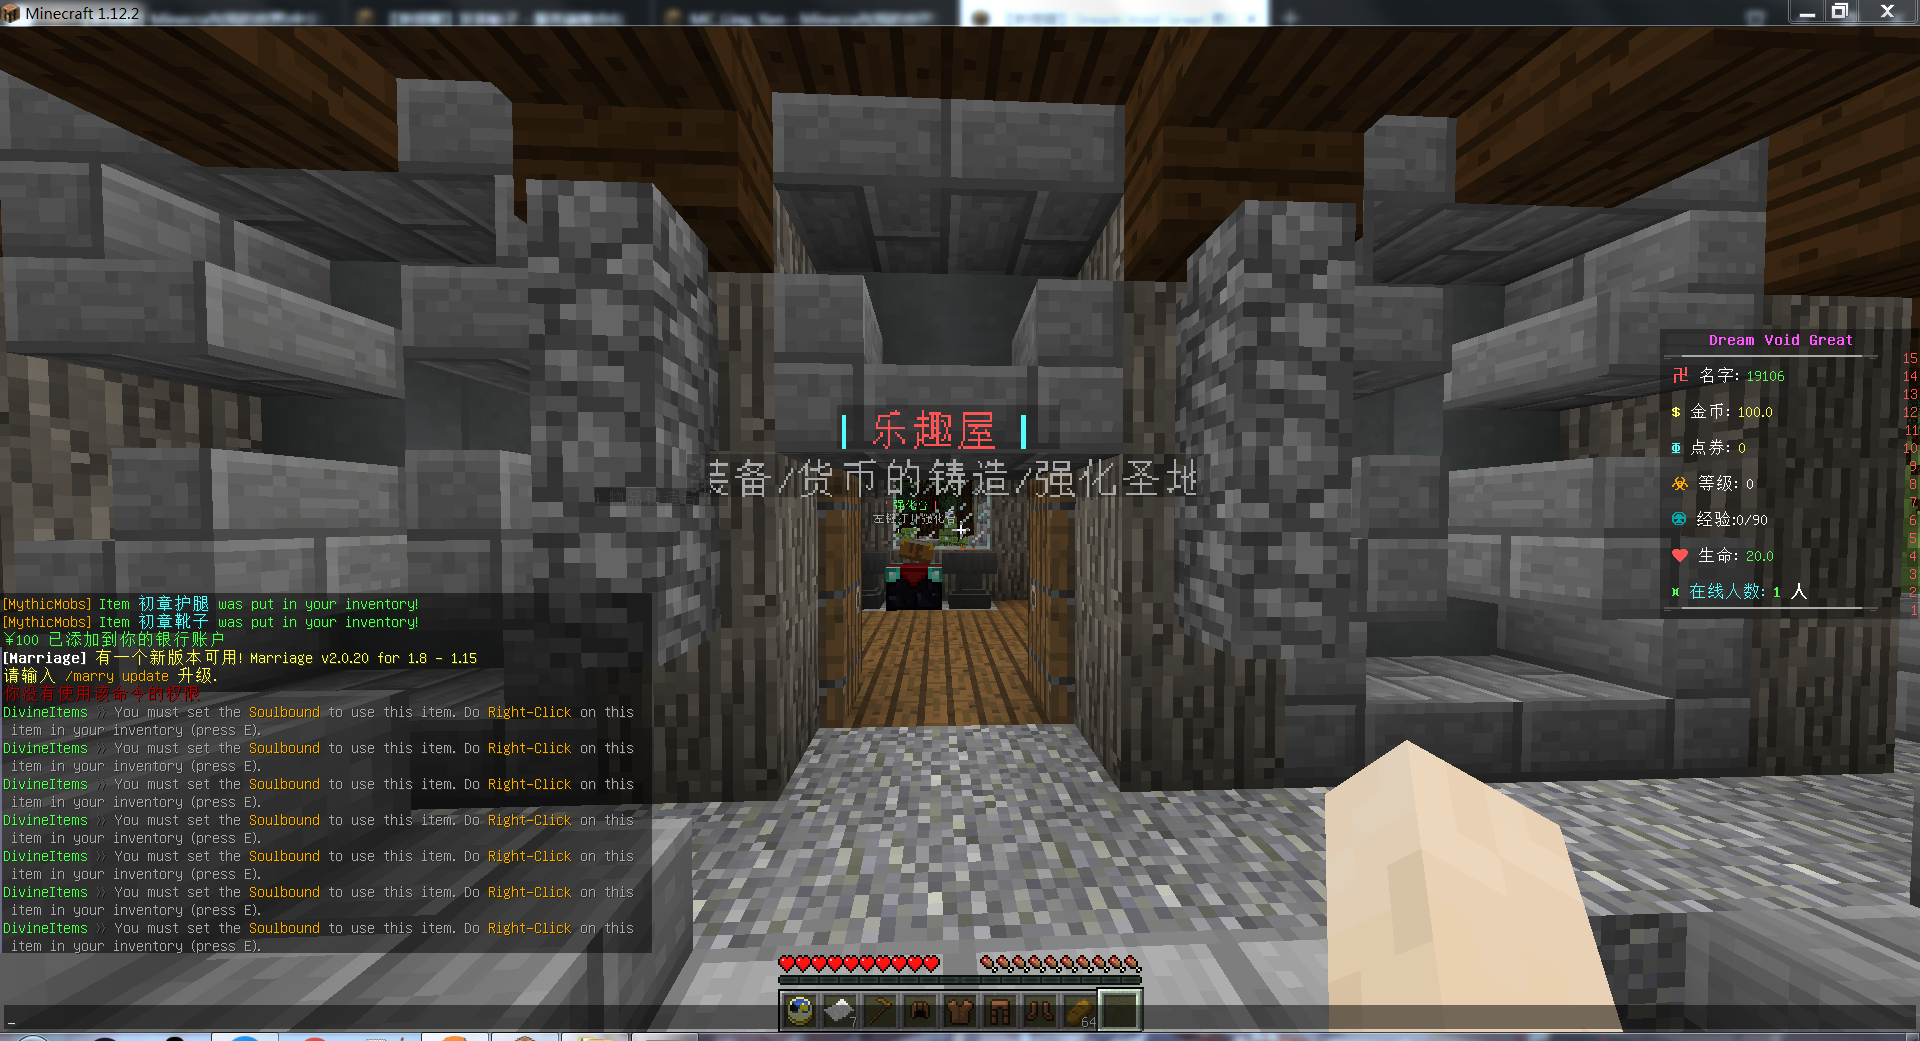 Minecraft 1.12.2
乐趣屋
装备/货币的铸造/强化圣地
强化台
Dream Void Great
名字: 19106
金币: 100.0
点券: 0
等级: 0
经验:0/90
生命: 20.0
在线人数: 1 人
15
14
13
12
11
10
9
8
7
6
5
4
3
2
1
[MythicMobs] Item 初章护腿 was put in your inventory!
[MythicMobs] Item 初章靴子 was put in your inventory!
¥100 已添加到你的银行账户
[Marriage] 有一个新版本可用! Marriage v2.0.20 for 1.8 - 1.15
请输入 /marry update 升级.
你没有使用该命令的权限
DivineItems » You must set the Soulbound to use this item. Do Right-Click on this
item in your inventory (press E).
DivineItems » You must set the Soulbound to use this item. Do Right-Click on this
item in your inventory (press E).
DivineItems » You must set the Soulbound to use this item. Do Right-Click on this
item in your inventory (press E).
DivineItems » You must set the Soulbound to use this item. Do Right-Click on this
item in your inventory (press E).
DivineItems » You must set the Soulbound to use this item. Do Right-Click on this
item in your inventory (press E).
DivineItems » You must set the Soulbound to use this item. Do Right-Click on this
item in your inventory (press E).
DivineItems » You must set the Soulbound to use this item. Do Right-Click on this
item in your inventory (press E).
7
64